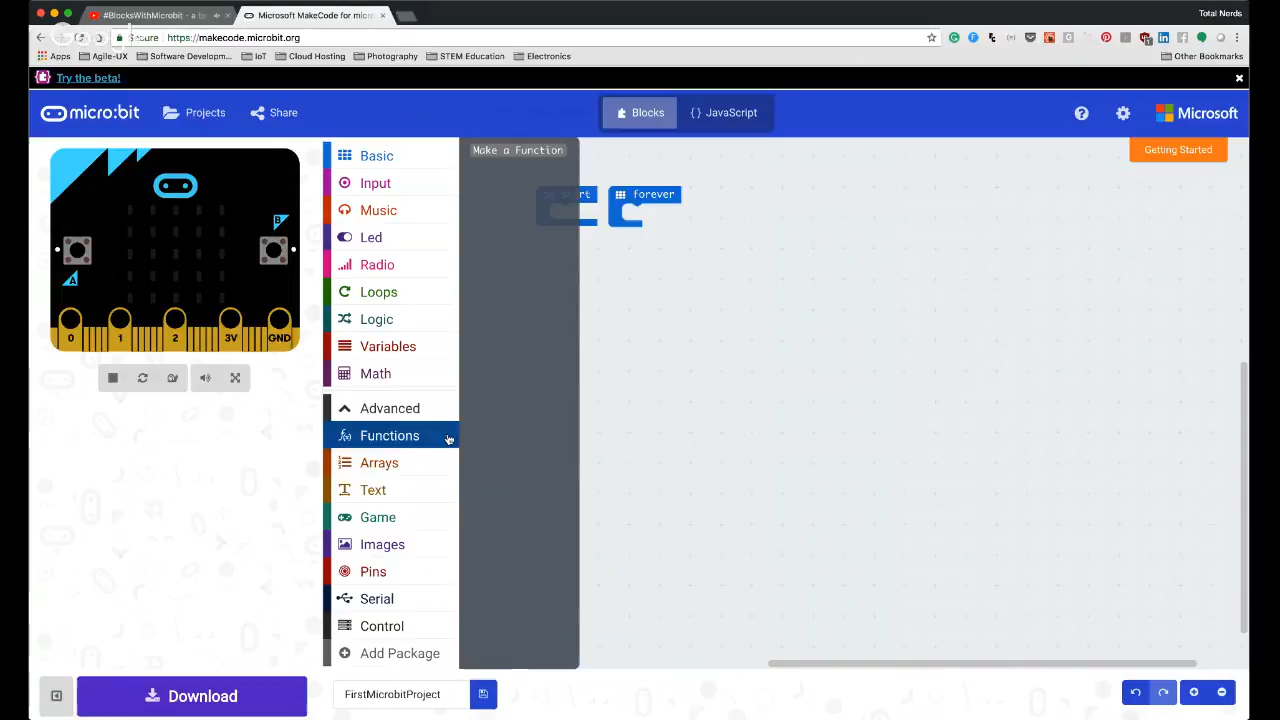 #BlocksWithMicrobit - a b
Microsoft MakeCode for micr
Total Nerds
Secure https://makecode.microbit.org
Apps Agile-UX Software Developm... IoT Cloud Hosting Photography STEM Education Electronics Other Bookmarks
Try the beta!
micro:bit Projects Share Blocks {} JavaScript Microsoft
Getting Started
Make a Function
forever
Basic
Input
Music
Led
Radio
Loops
Logic
Variables
Math
Advanced
Functions
Arrays
Text
Game
Images
Pins
Serial
Control
Add Package
B
A
0 1 2 3V GND
Download
FirstMicrobitProject